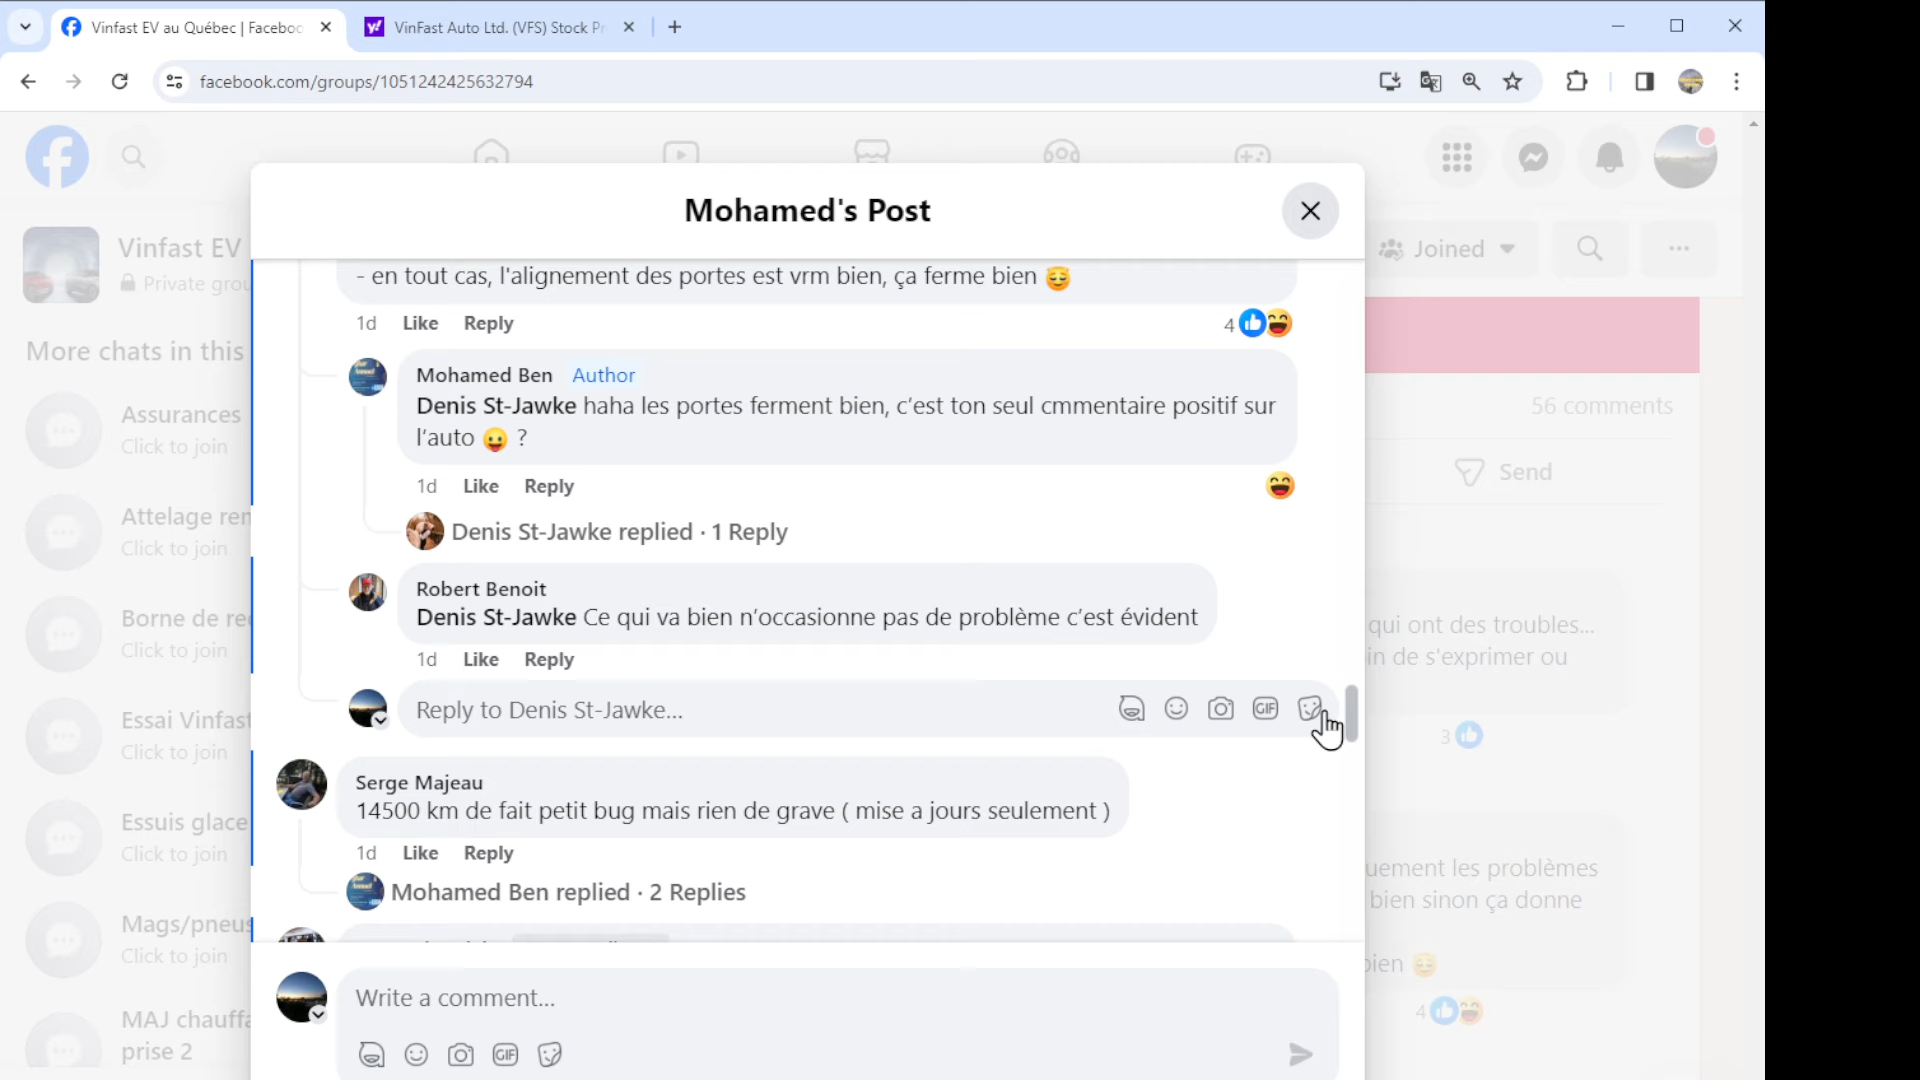 Vinfast EV au Québec | Faceboo
VinFast Auto Ltd. (VFS) Stock Pr
facebook.com/groups/1051242425632794
Mohamed's Post
Vinfast EV
Private grou
Joined
More chats in this
Assurances
Click to join
Attelage ren
Click to join
Borne de re
Click to join
Essai Vinfast
Click to join
Essuis glace
Click to join
Mags/pneus
Click to join
MAJ chauffa
prise 2
- en tout cas, l'alignement des portes est vrm bien, ça ferme bien 😌
1d Like Reply
4
Mohamed Ben Author
Denis St-Jawke haha les portes ferment bien, c’est ton seul cmmentaire positif sur
l’auto 😛 ?
1d Like Reply
Denis St-Jawke replied · 1 Reply
Robert Benoit
Denis St-Jawke Ce qui va bien n’occasionne pas de problème c’est évident
1d Like Reply
Reply to Denis St-Jawke...
GIF
Serge Majeau
14500 km de fait petit bug mais rien de grave ( mise a jours seulement )
1d Like Reply
Mohamed Ben replied · 2 Replies
Write a comment...
GIF
56 comments
Send
qui ont des troubles...
in de s'exprimer ou
3
uement les problèmes
bien sinon ça donne
bien 😌
4